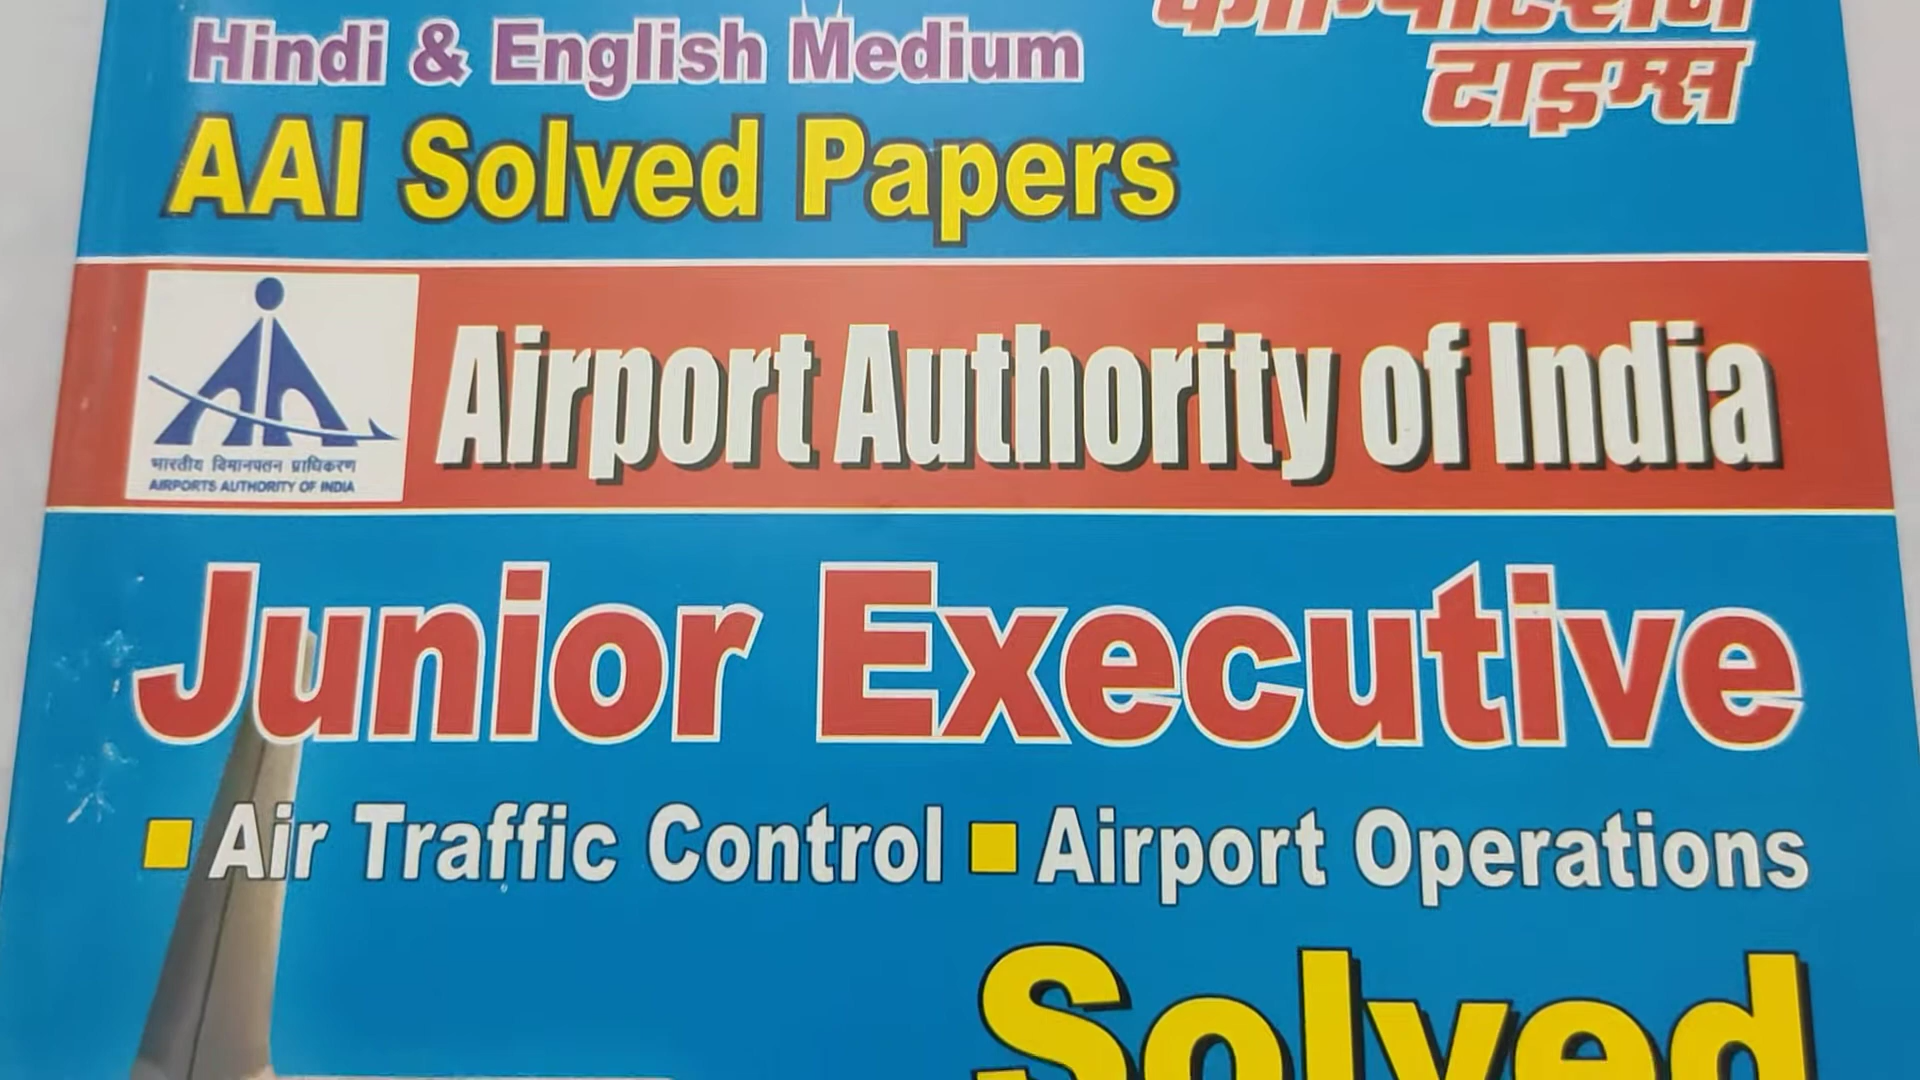 Hindi & English Medium
टाइम्स
AAI Solved Papers
भारतीय विमानपत्तन प्राधिकरण
AIRPORTS AUTHORITY OF INDIA
Airport Authority of India
Junior Executive
Air Traffic Control Airport Operations
Solved